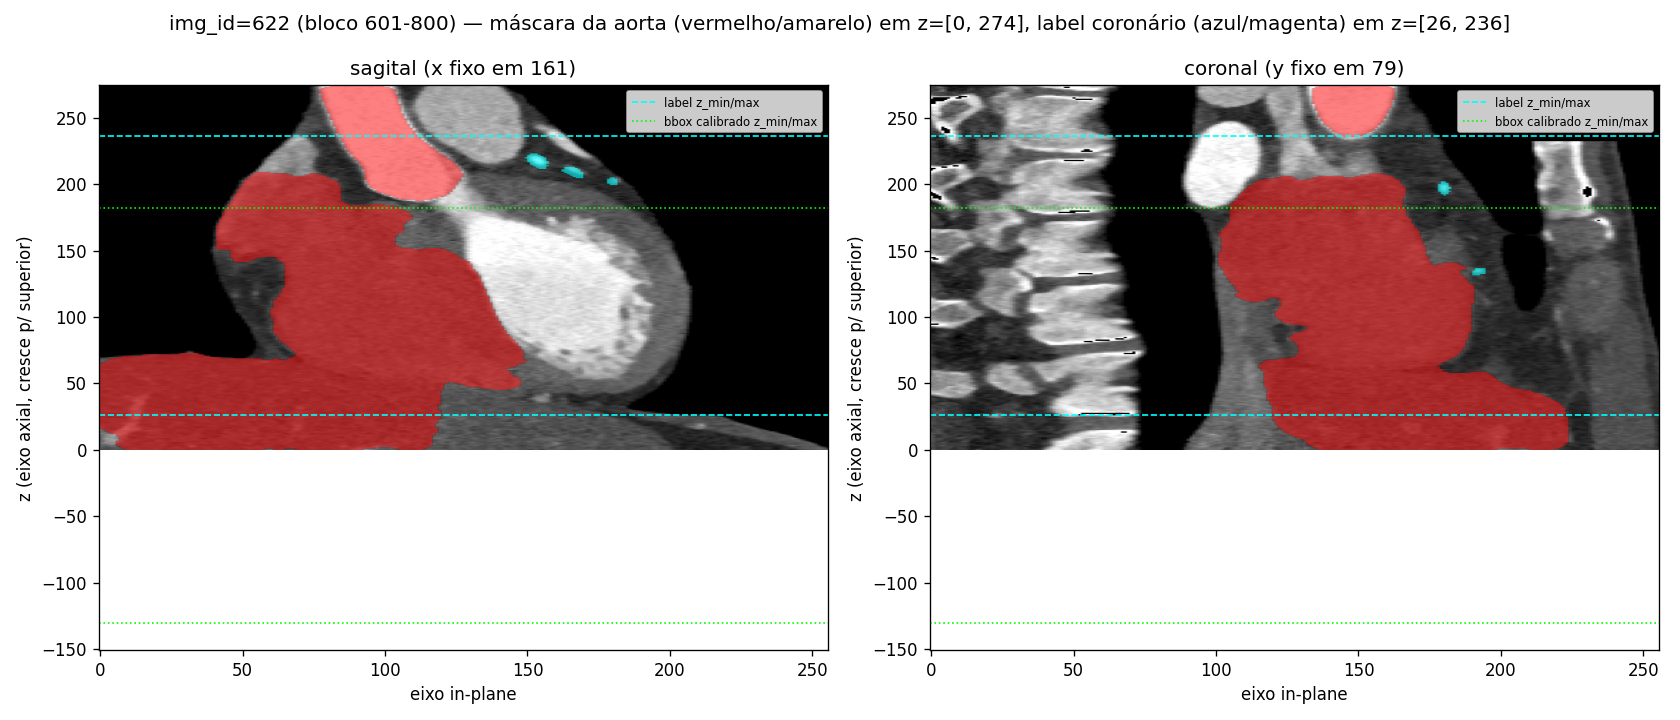 img_id=622 (bloco 601-800) — máscara da aorta (vermelho/amarelo) em z=[0, 274], label coronário (azul/magenta) em z=[26, 236]
sagital (x fixo em 161)
label z_min/max
bbox calibrado z_min/max
250
200
150
100
50
0
−50
−100
−150
z (eixo axial, cresce p/ superior)
0
50
100
150
200
250
eixo in-plane
coronal (y fixo em 79)
label z_min/max
bbox calibrado z_min/max
250
200
150
100
50
0
−50
−100
−150
z (eixo axial, cresce p/ superior)
0
50
100
150
200
250
eixo in-plane